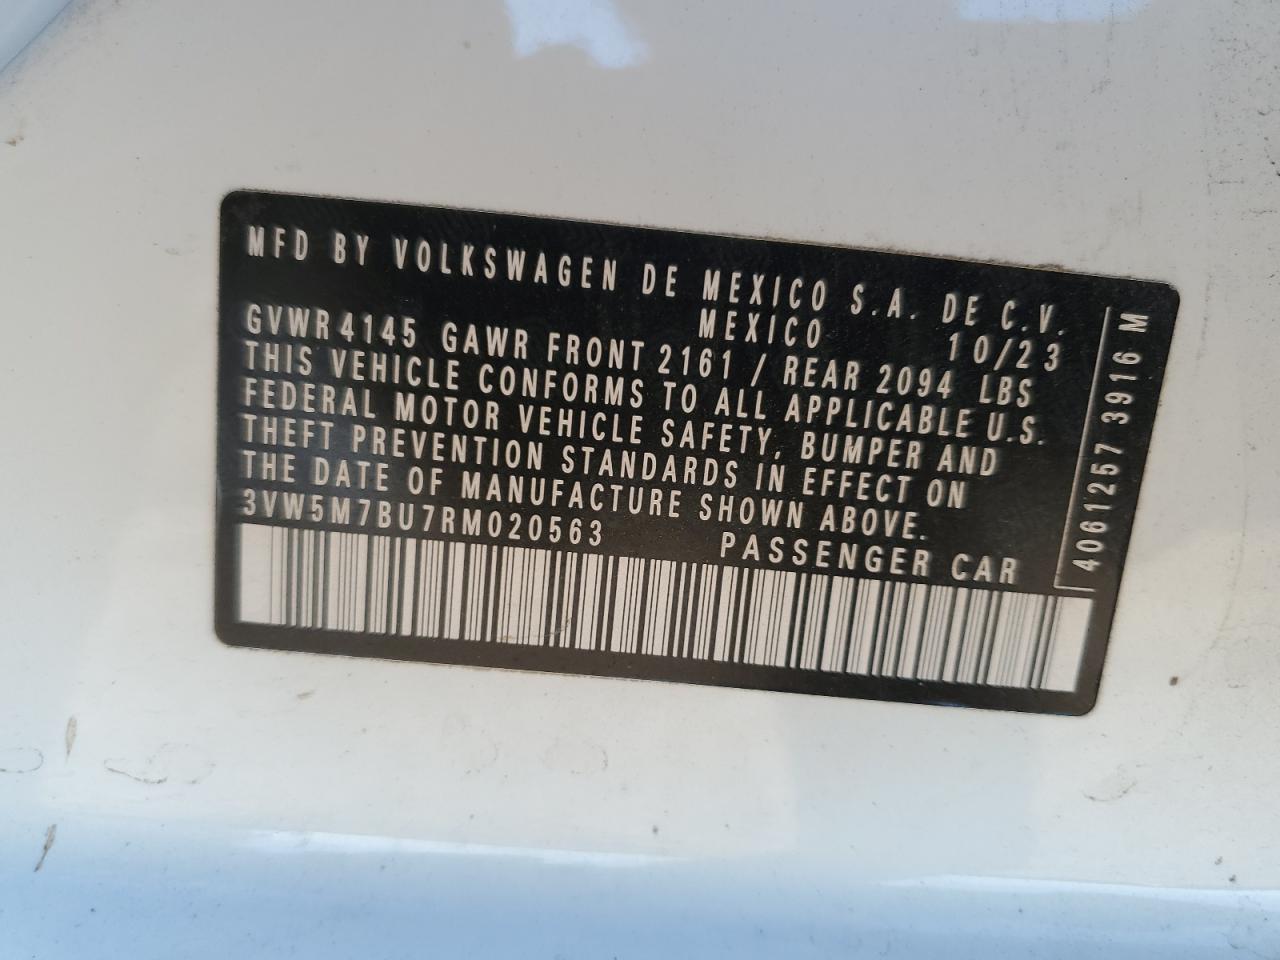 MFD BY VOLKSWAGEN DE MEXICO S.A. DE C.V.
MEXICO 10/23
GVWR 4145 GAWR FRONT 2161 / REAR 2094 LBS
THIS VEHICLE CONFORMS TO ALL APPLICABLE U.S.
FEDERAL MOTOR VEHICLE SAFETY, BUMPER AND
THEFT PREVENTION STANDARDS IN EFFECT ON
THE DATE OF MANUFACTURE SHOWN ABOVE.
3VW5M7BU7RM020563 PASSENGER CAR
4061257 3916 M